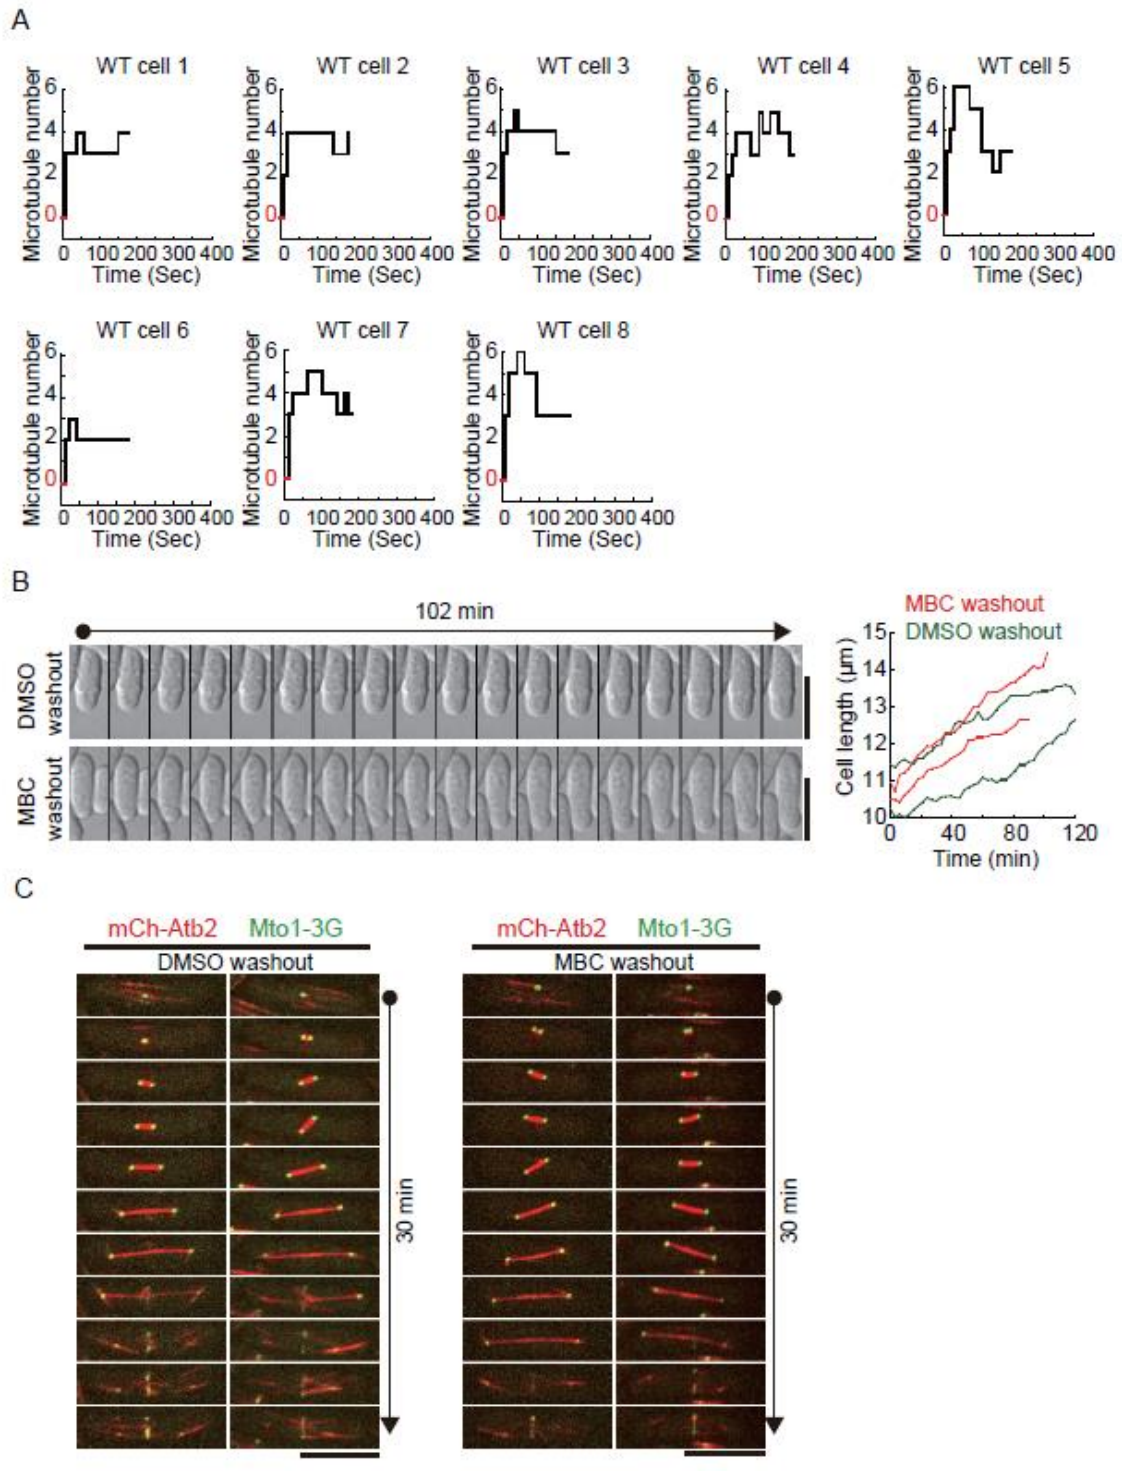 A
WT cell 1
WT cell 2
WT cell 3
WT cell 4
WT cell 5
Microtubule number
6
4
2
0
0 100 200 300 400
Time (Sec)
Microtubule number
6
4
2
0
0 100 200 300 400
Time (Sec)
Microtubule number
6
4
2
0
0 100 200 300 400
Time (Sec)
Microtubule number
6
4
2
0
0 100 200 300 400
Time (Sec)
Microtubule number
6
4
2
0
0 100 200 300 400
Time (Sec)
WT cell 6
WT cell 7
WT cell 8
Microtubule number
6
4
2
0
0 100 200 300 400
Time (Sec)
Microtubule number
6
4
2
0
0 100 200 300 400
Time (Sec)
Microtubule number
6
4
2
0
0 100 200 300 400
Time (Sec)
B
102 min
DMSO
washout
MBC
washout
MBC washout
DMSO washout
Cell length (µm)
15
14
13
12
11
10
0 40 80 120
Time (min)
C
mCh-Atb2 Mto1-3G
DMSO washout
30 min
mCh-Atb2 Mto1-3G
MBC washout
30 min